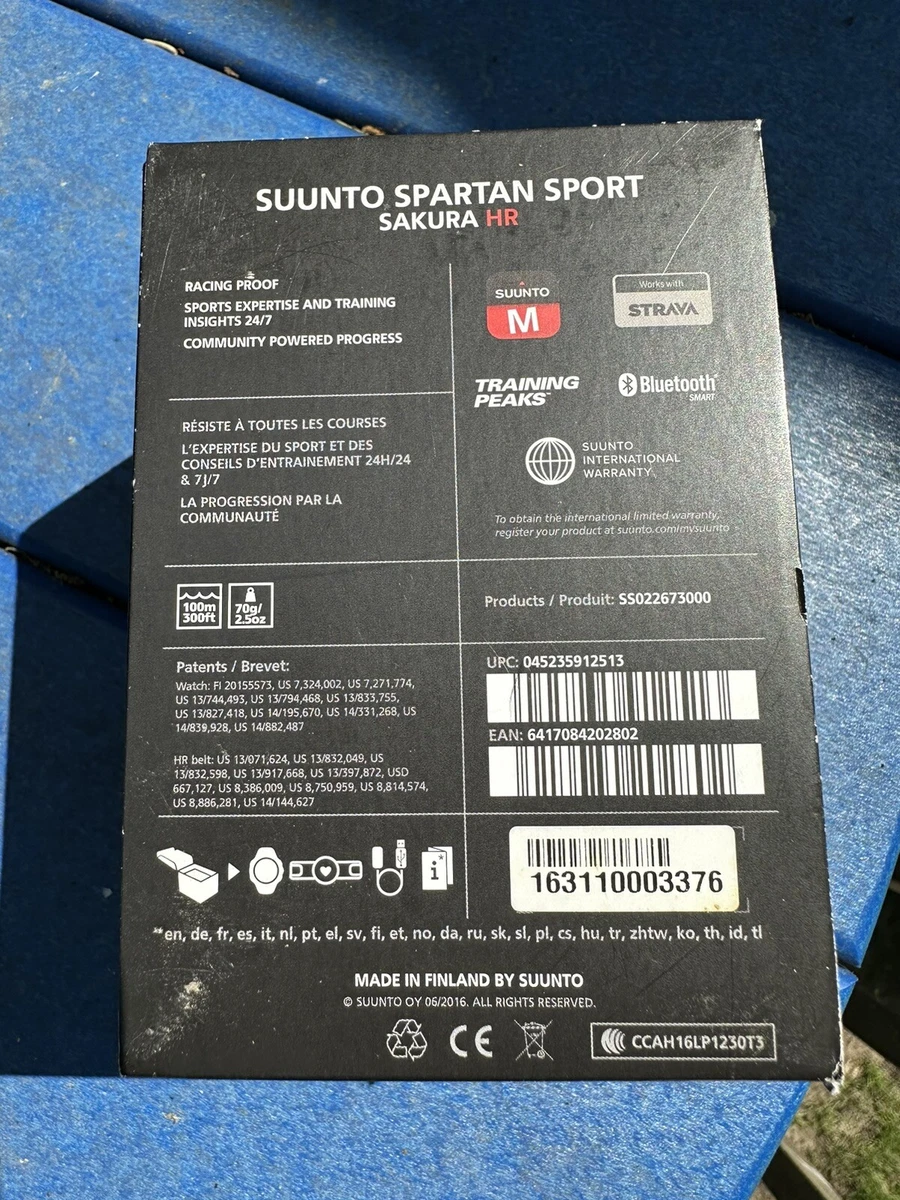 SUUNTO SPARTAN SPORT
SAKURA HR
RACING PROOF
SPORTS EXPERTISE AND TRAINING
INSIGHTS 24/7
COMMUNITY POWERED PROGRESS
SUUNTO
M
Works with
STRAVA
TRAINING
PEAKS™
Bluetooth®
SMART
RÉSISTE À TOUTES LES COURSES
L'EXPERTISE DU SPORT ET DES
CONSEILS D'ENTRAINEMENT 24H/24
& 7J/7
LA PROGRESSION PAR LA
COMMUNAUTÉ
SUUNTO
INTERNATIONAL
WARRANTY
To obtain the international limited warranty,
register your product at suunto.com/mysuunto
100m
300ft
70g/
2.5oz
Products / Produit: SS022673000
Patents / Brevet:
Watch: FI 20155573, US 7,324,002, US 7,271,774,
US 13/744,493, US 13/794,468, US 13/833,755,
US 13/827,418, US 14/195,670, US 14/331,268, US
14/839,928, US 14/882,487
HR belt: US 13/071,624, US 13/832,049, US
13/832,598, US 13/917,668, US 13/397,872, USD
667,127, US 8,386,009, US 8,750,959, US 8,814,574,
US 8,886,281, US 14/144,627
UPC: 045235912513
EAN: 6417084202802
i*
163110003376
*en, de, fr, es, it, nl, pt, el, sv, fi, et, no, da, ru, sk, sl, pl, cs, hu, tr, zhtw, ko, th, id, tl
MADE IN FINLAND BY SUUNTO
© SUUNTO OY 06/2016. ALL RIGHTS RESERVED.
CE
CCAH16LP1230T3